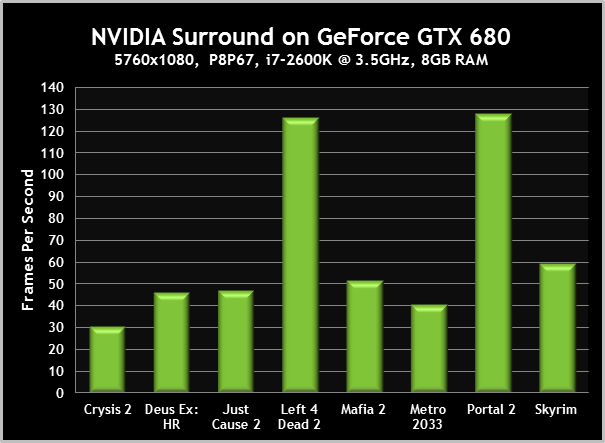 NVIDIA Surround on GeForce GTX 680
5760x1080, P8P67, i7-2600K @ 3.5GHz, 8GB RAM
Frames Per Second
140
130
120
110
100
90
80
70
60
50
40
30
20
10
0
Crysis 2
Deus Ex:
HR
Just
Cause 2
Left 4
Dead 2
Mafia 2
Metro
2033
Portal 2
Skyrim